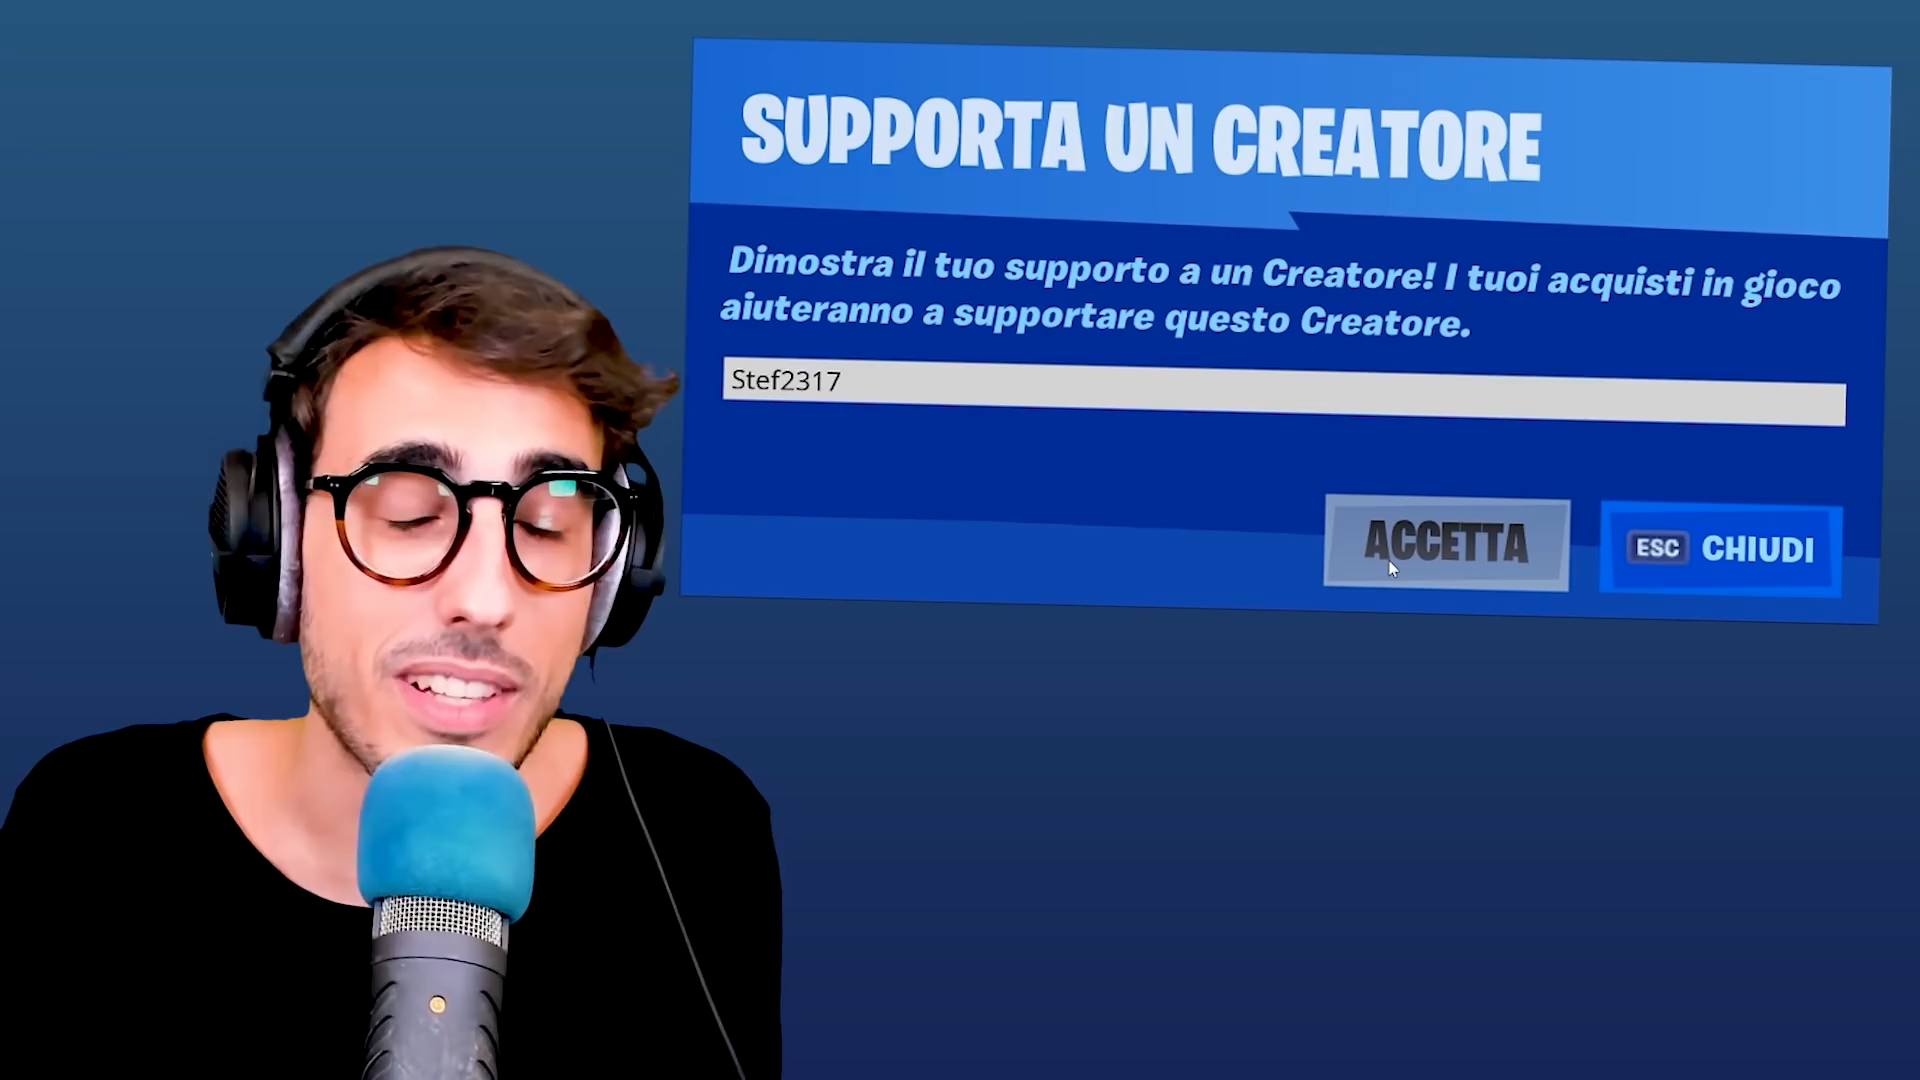 SUPPORTA UN CREATORE
Dimostra il tuo supporto a un Creatore! I tuoi acquisti in gioco
aiuteranno a supportare questo Creatore.
Stef2317
ACCETTA
ESC CHIUDI